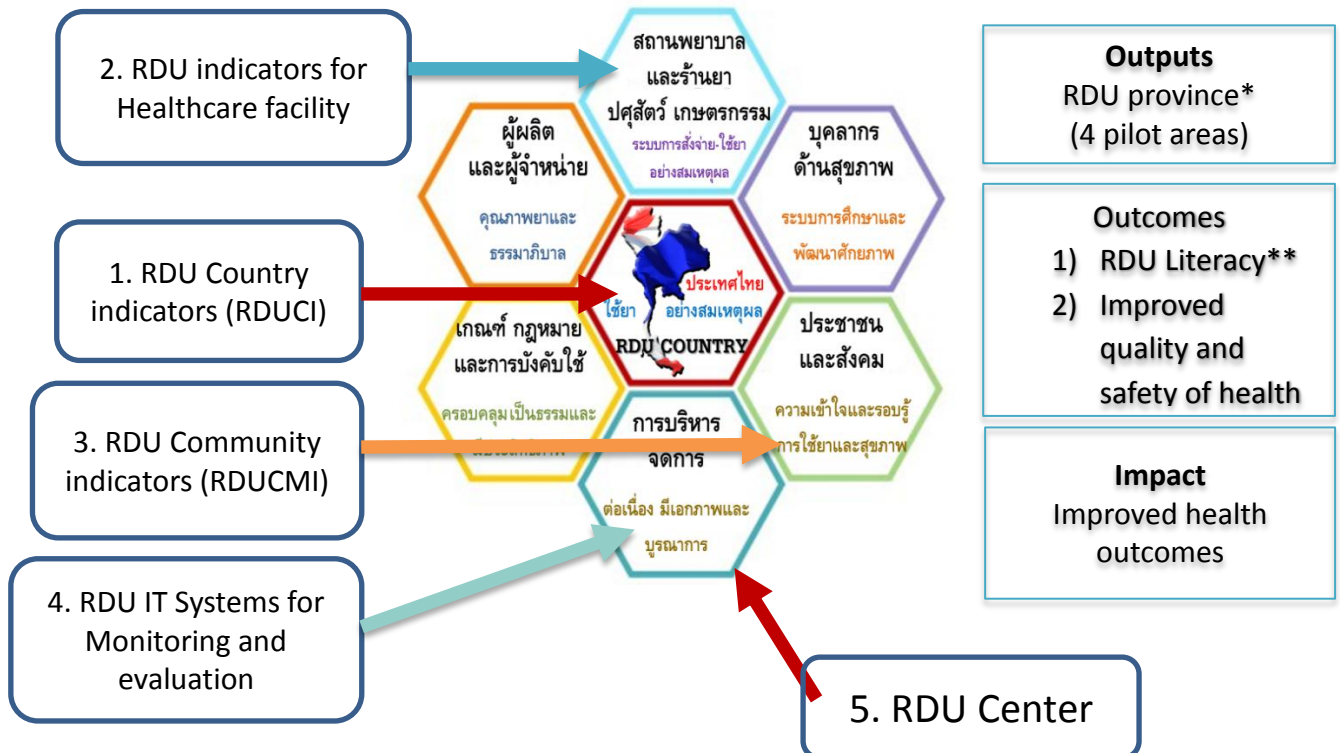 2. RDU indicators for
Healthcare facility
1. RDU Country
indicators (RDUCI)
3. RDU Community
indicators (RDUCMI)
4. RDU IT Systems for
Monitoring and
evaluation
สถานพยาบาล
และร้านยา
ปศุสัตว์ เกษตรกรรม
ระบบการสั่งจ่าย-ใช้ยา
อย่างสมเหตุผล
ผู้ผลิต
และผู้จำหน่าย
คุณภาพยาและ
ธรรมาภิบาล
บุคลากร
ด้านสุขภาพ
ระบบการศึกษาและ
พัฒนาศักยภาพ
ประเทศไทย
ใช้ยา อย่างสมเหตุผล
RDU COUNTRY
เกณฑ์ กฎหมาย
และการบังคับใช้
ครอบคลุมเป็นธรรมและ
ประชาชน
และสังคม
ความเข้าใจและรอบรู้
การใช้ยาและสุขภาพ
การบริหาร
จัดการ
ต่อเนื่อง มีเอกภาพและ
บูรณาการ
5. RDU Center
Outputs
RDU province*
(4 pilot areas)
Outcomes
1) RDU Literacy**
2) Improved
quality and
safety of health
Impact
Improved health
outcomes